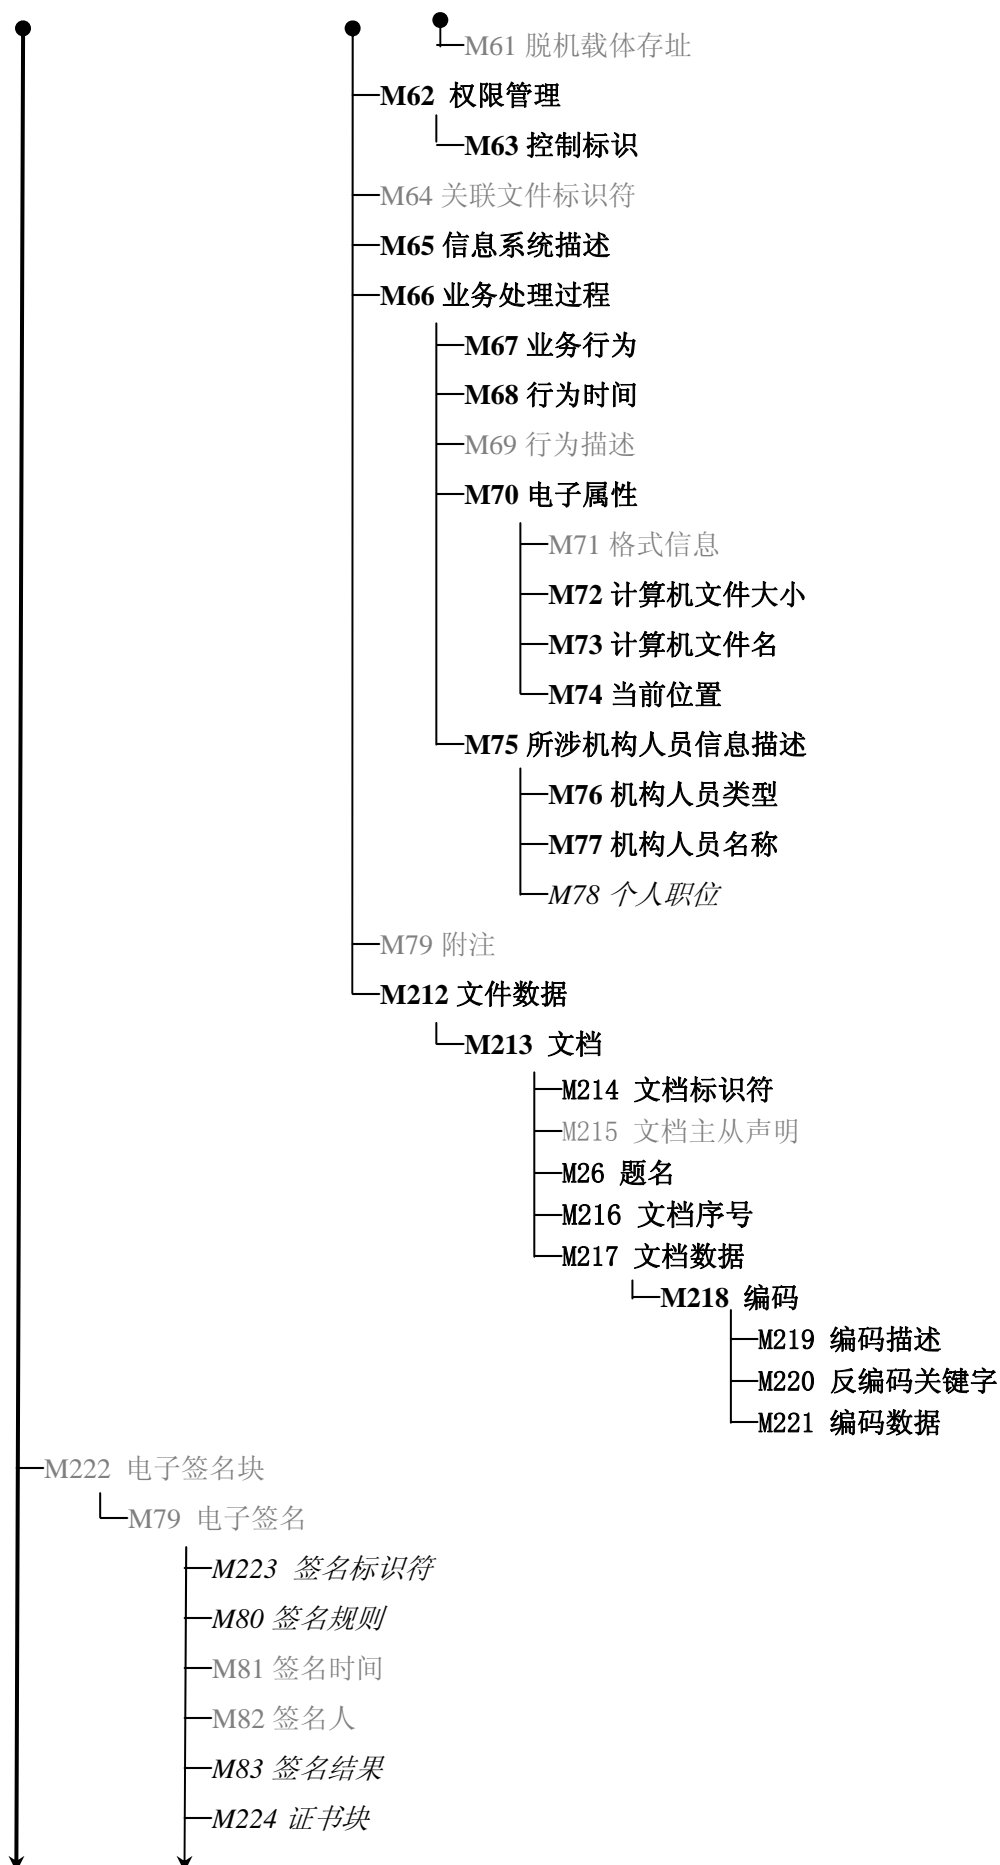 M61 脱机载体存址
M62 权限管理
M63 控制标识
M64 关联文件标识符
M65 信息系统描述
M66 业务处理过程
M67 业务行为
M68 行为时间
M69 行为描述
M70 电子属性
M71 格式信息
M72 计算机文件大小
M73 计算机文件名
M74 当前位置
M75 所涉机构人员信息描述
M76 机构人员类型
M77 机构人员名称
M78 个人职位
M79 附注
M212 文件数据
M213 文档
M214 文档标识符
M215 文档主从声明
M26 题名
M216 文档序号
M217 文档数据
M218 编码
M219 编码描述
M220 反编码关键字
M221 编码数据
M222 电子签名块
M79 电子签名
M223 签名标识符
M80 签名规则
M81 签名时间
M82 签名人
M83 签名结果
M224 证书块